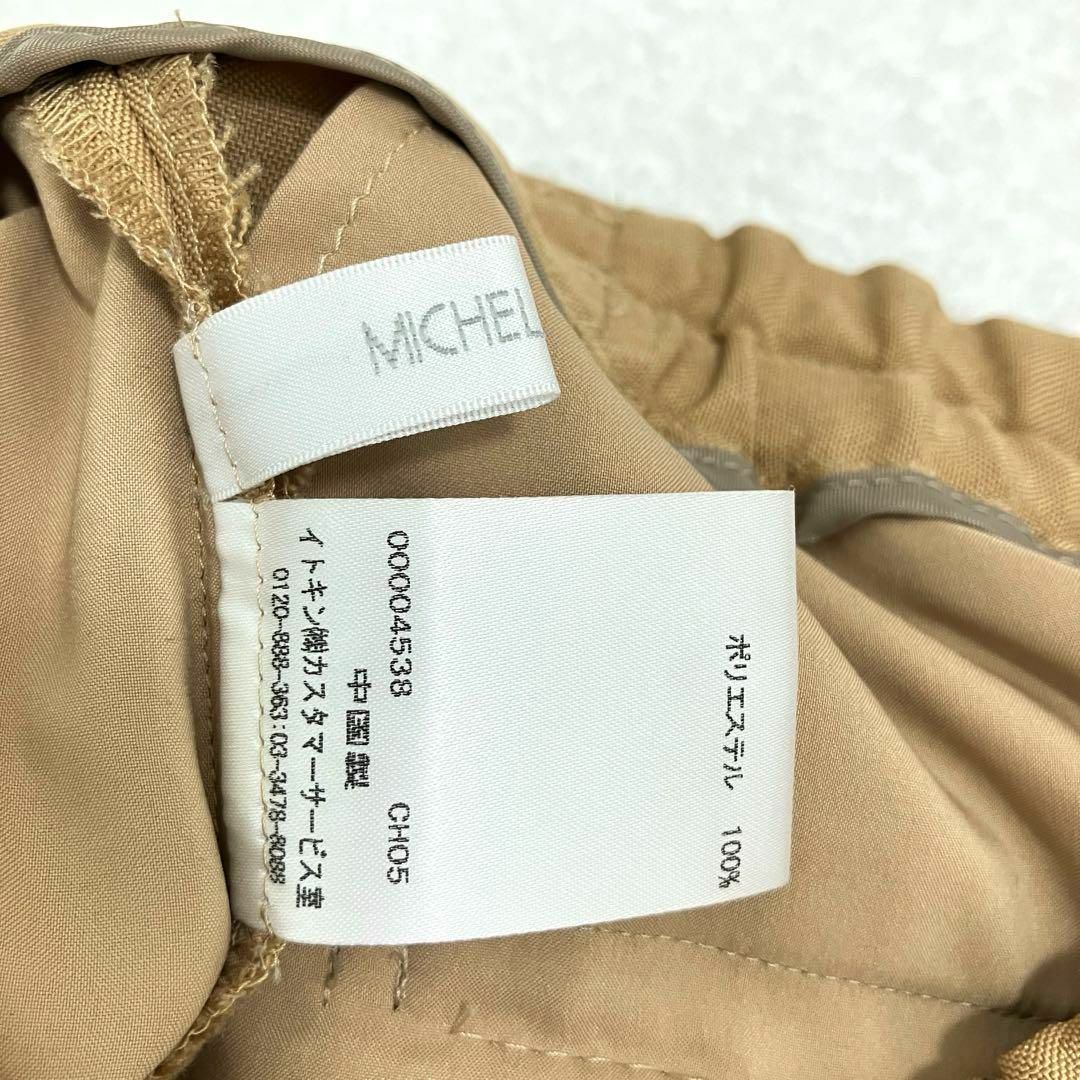 MICHEL
ポリエステル 100%
00004538 CH05
中国製
イトキン㈱カスタマーサービス室
0120-888-363:03-3478-8088